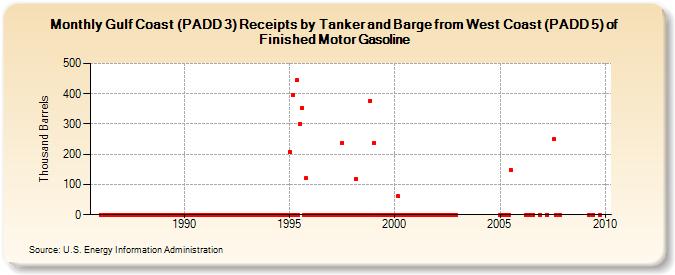 Monthly Gulf Coast (PADD 3) Receipts by Tanker and Barge from West Coast (PADD 5) of
Finished Motor Gasoline
Thousand Barrels
500
400
300
200
100
0
1990
1995
2000
2005
2010
Source: U.S. Energy Information Administration